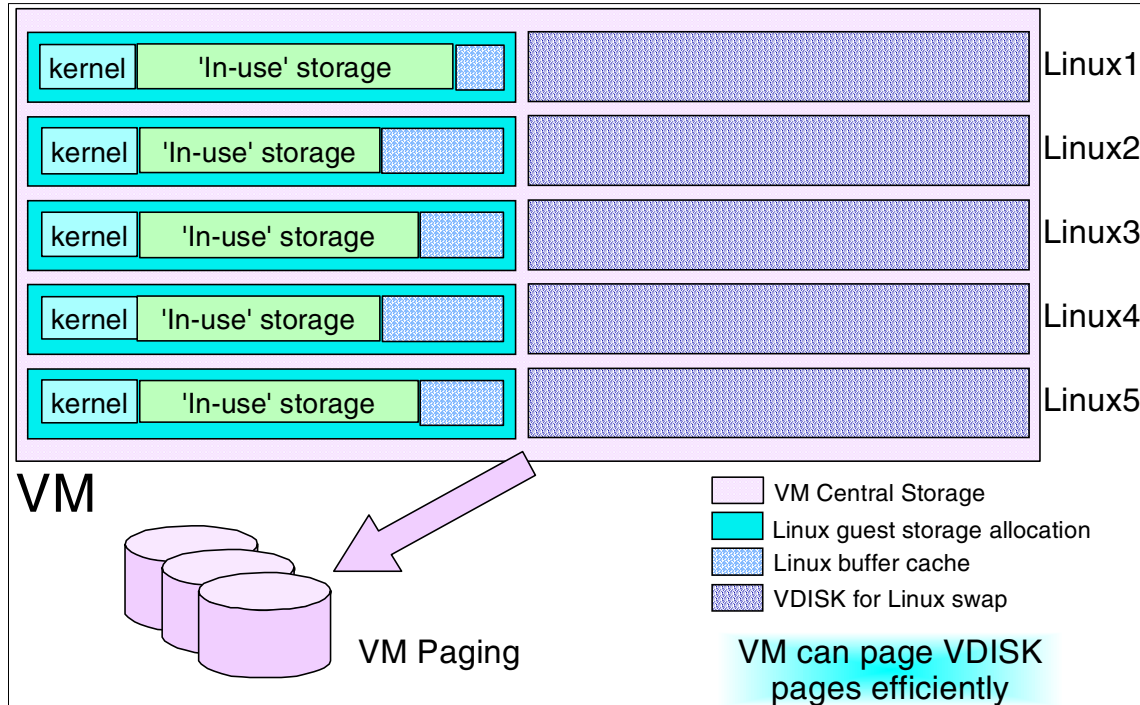 kernel 'In-use' storage Linux1
kernel 'In-use' storage Linux2
kernel 'In-use' storage Linux3
kernel 'In-use' storage Linux4
kernel 'In-use' storage Linux5
VM
VM Paging
VM Central Storage
Linux guest storage allocation
Linux buffer cache
VDISK for Linux swap
VM can page VDISK
pages efficiently